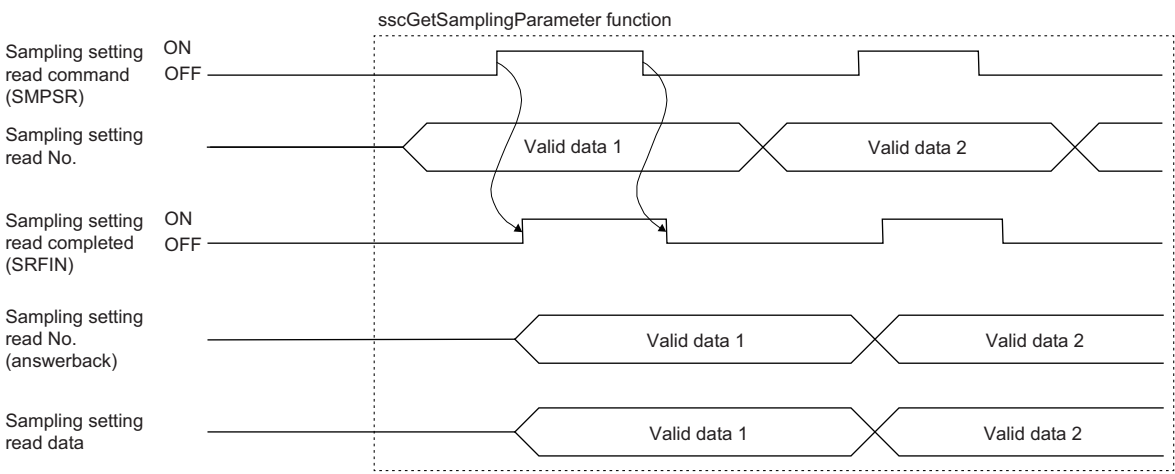 sscGetSamplingParameter function
Sampling setting
read command
(SMPSR)
ON
OFF
Sampling setting
read No.
Valid data 1
Valid data 2
Sampling setting
read completed
(SRFIN)
ON
OFF
Sampling setting
read No.
(answerback)
Valid data 1
Valid data 2
Sampling setting
read data
Valid data 1
Valid data 2